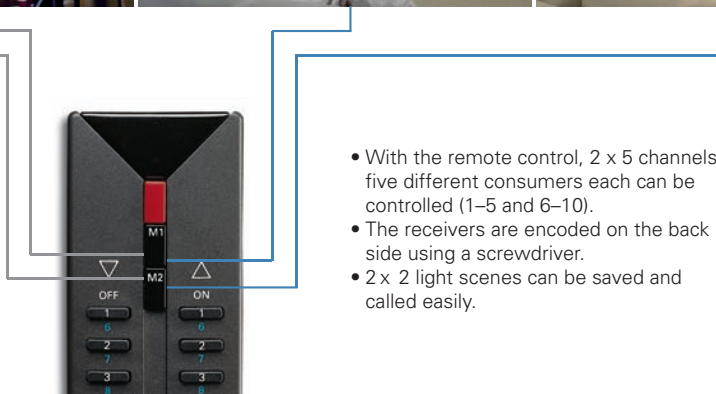 • With the remote control, 2 x 5 channels
five different consumers each can be
controlled (1–5 and 6–10).
• The receivers are encoded on the back
side using a screwdriver.
• 2 x 2 light scenes can be saved and
called easily.
M1
M2
OFF ON
1 1
6 6
2 2
7 7
3 3
8 8